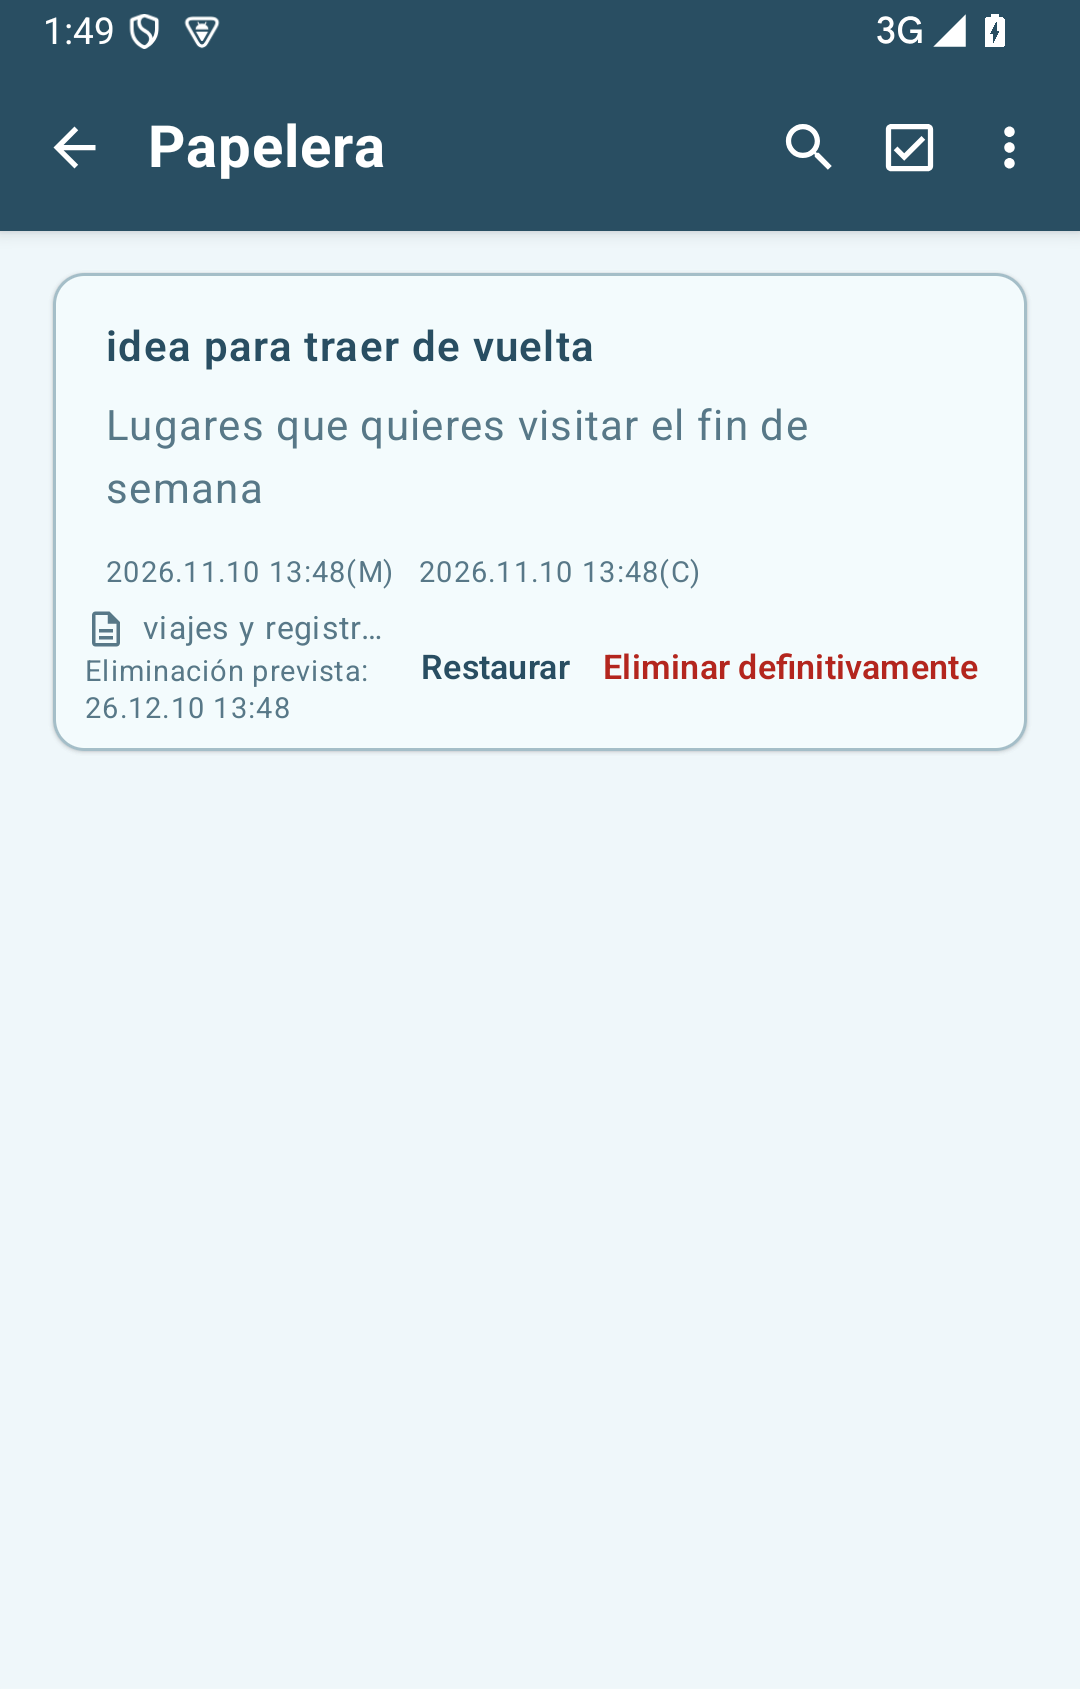 1:49
3G
Papelera
idea para traer de vuelta
Lugares que quieres visitar el fin de
semana
2026.11.10 13:48(M) 2026.11.10 13:48(C)
viajes y registr…
Eliminación prevista:
26.12.10 13:48
Restaurar Eliminar definitivamente